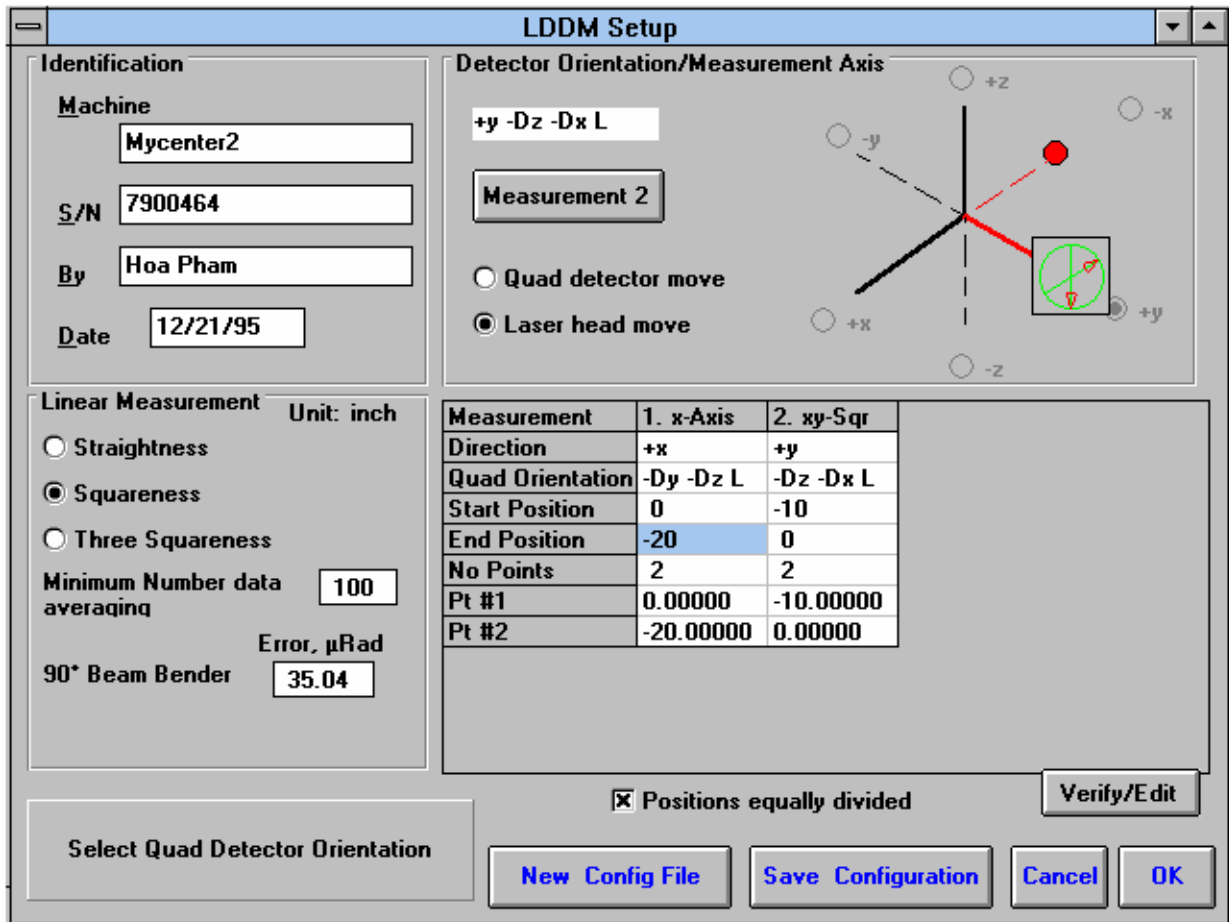 LDDM Setup
Identification
Machine
Mycenter2
S/N
7900464
By
Hoa Pham
Date
12/21/95
Detector Orientation/Measurement Axis
+y -Dz -Dx L
Measurement 2
Quad detector move
Laser head move
+z
-x
-y
+x
+y
-z
Linear Measurement
Unit: inch
Straightness
Squareness
Three Squareness
Minimum Number data
averaging
100
Error, µRad
90° Beam Bender
35.04
Measurement 1. x-Axis 2. xy-Sqr
Direction +x +y
Quad Orientation -Dy -Dz L -Dz -Dx L
Start Position 0 -10
End Position -20 0
No Points 2 2
Pt #1 0.00000 -10.00000
Pt #2 -20.00000 0.00000
Positions equally divided
Verify/Edit
Select Quad Detector Orientation
New Config File
Save Configuration
Cancel
OK